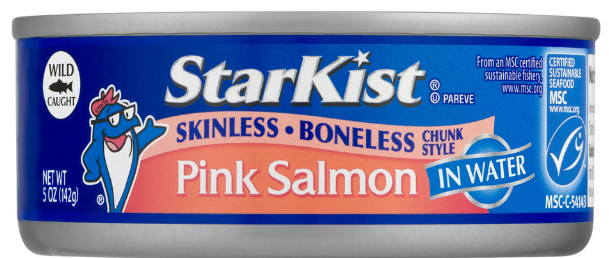 WILD
CAUGHT
StarKist
®
Ⓤ PAREVE
From an MSC certified
sustainable fishery.
www.msc.org
CERTIFIED
SUSTAINABLE
SEAFOOD
MSC
www.msc.org
SKINLESS • BONELESS CHUNK
STYLE
Pink Salmon
IN WATER
NET WT
5 OZ (142g)
®
MSC-C-54143